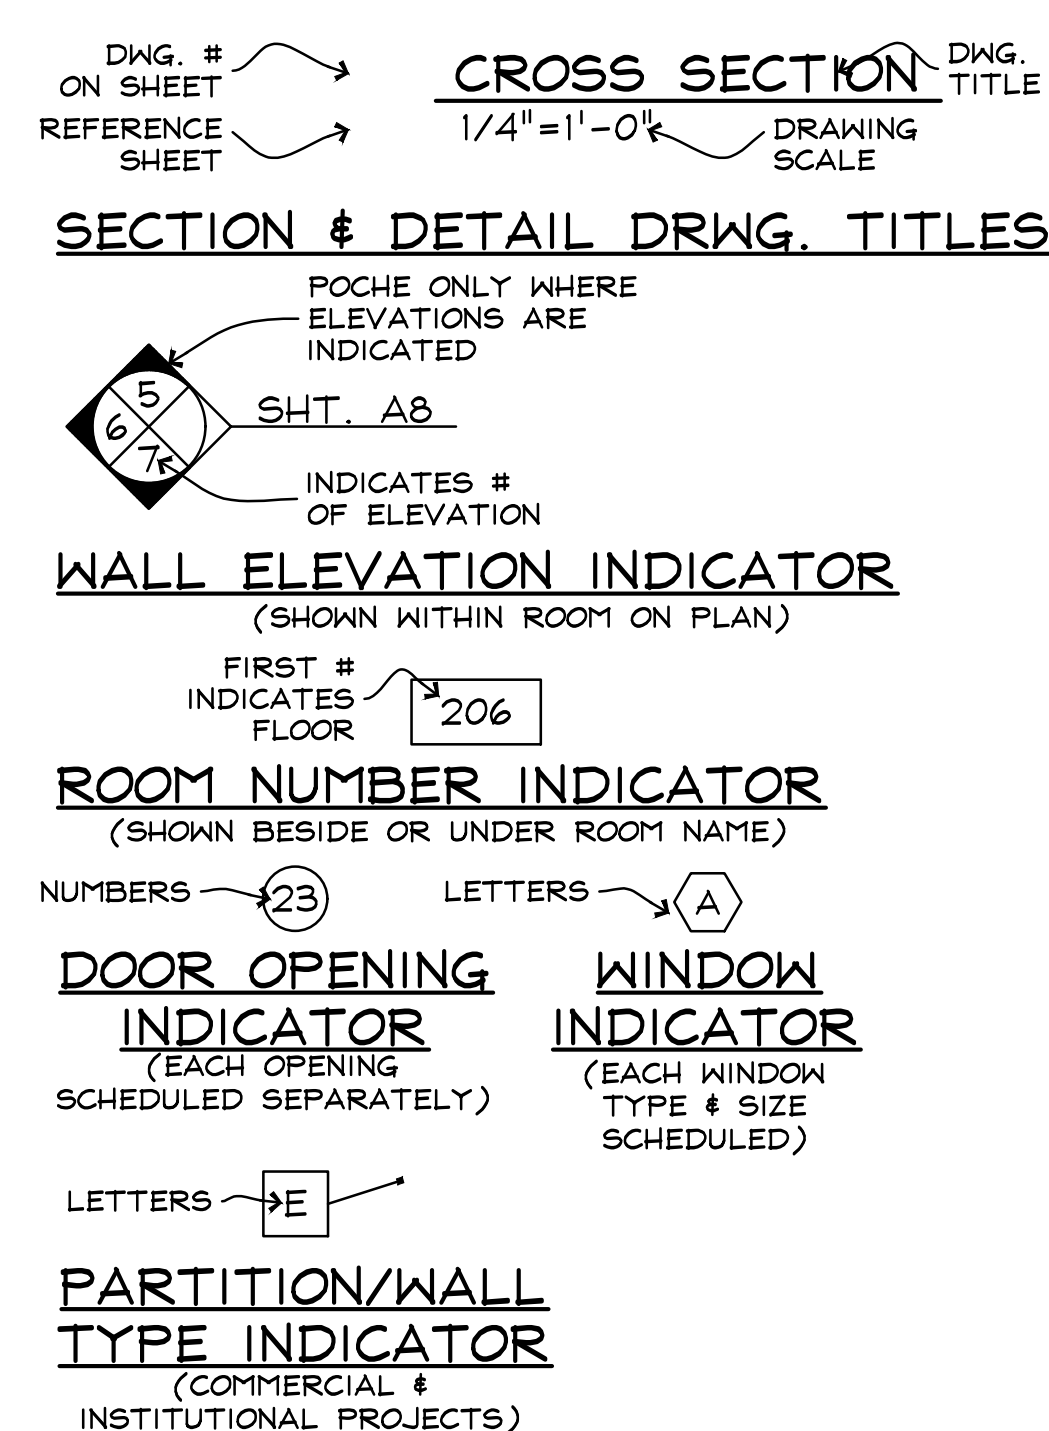 DWG. #
ON SHEET
CROSS SECTION
DWG.
TITLE
REFERENCE
SHEET
1/4"=1'-0"
DRAWING
SCALE
SECTION & DETAIL DRWG. TITLES
POCHE ONLY WHERE
ELEVATIONS ARE
INDICATED
5
6
7
SHT. A8
INDICATES #
OF ELEVATION
WALL ELEVATION INDICATOR
(SHOWN WITHIN ROOM ON PLAN)
FIRST #
INDICATES
FLOOR
206
ROOM NUMBER INDICATOR
(SHOWN BESIDE OR UNDER ROOM NAME)
NUMBERS
23
LETTERS
A
DOOR OPENING
INDICATOR
(EACH OPENING
SCHEDULED SEPARATELY)
WINDOW
INDICATOR
(EACH WINDOW
TYPE & SIZE
SCHEDULED)
LETTERS
E
PARTITION/WALL
TYPE INDICATOR
(COMMERCIAL &
INSTITUTIONAL PROJECTS)